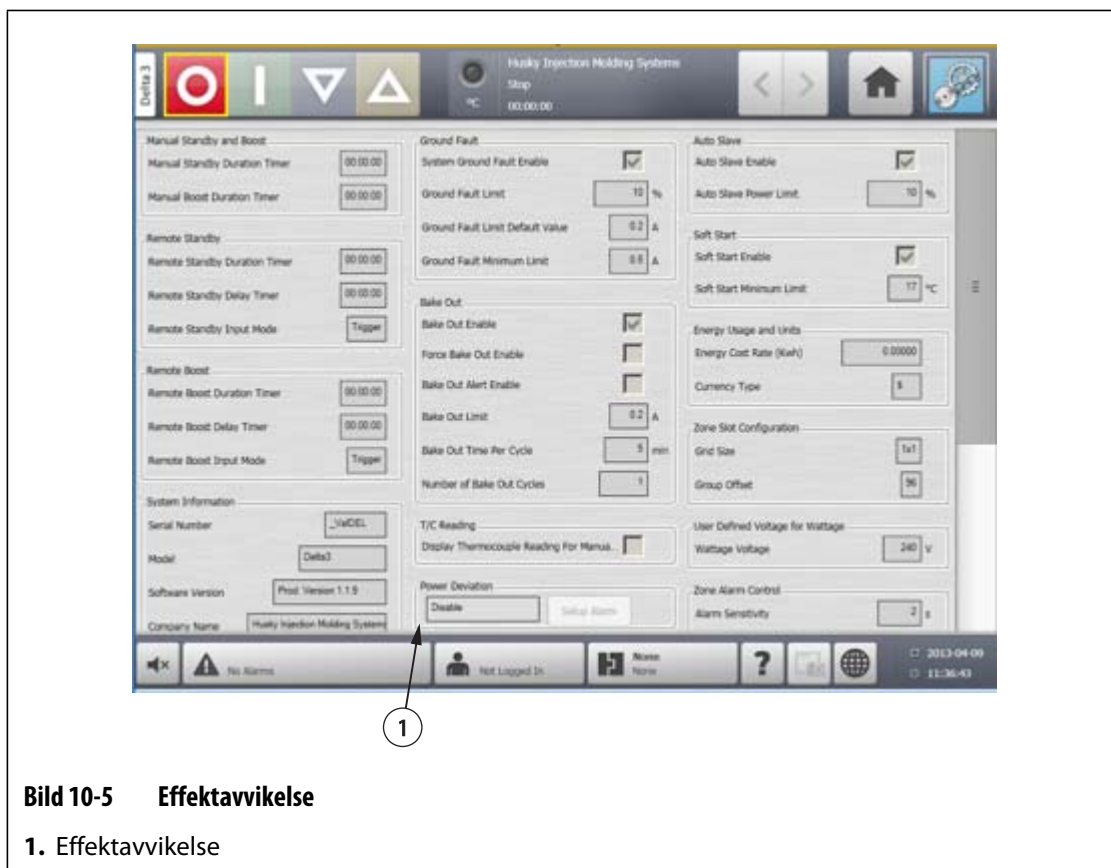 Delta 3
Husky Injection Molding Systems
Stop
°C
00:00:00
Manual Standby and Boost
Manual Standby Duration Timer 00:00:00
Manual Boost Duration Timer 00:00:00
Remote Standby
Remote Standby Duration Timer 00:00:00
Remote Standby Delay Timer 00:00:00
Remote Standby Input Mode Trigger
Remote Boost
Remote Boost Duration Timer 00:00:00
Remote Boost Delay Timer 00:00:00
Remote Boost Input Mode Trigger
System Information
Serial Number _ValDEL
Model Delta3
Software Version Prod. Version 1.1.9
Company Name Husky Injection Molding Systems
Ground Fault
System Ground Fault Enable
Ground Fault Limit 10 %
Ground Fault Limit Default Value 0.2 A
Ground Fault Minimum Limit A
Bake Out
Bake Out Enable
Force Bake Out Enable
Bake Out Alert Enable
Bake Out Limit 0.2 A
Bake Out Time Per Cycle 5 min
Number of Bake Out Cycles 1
T/C Reading
Display Thermocouple Reading For Manua...
Power Deviation
Disable Setup Alarm
Auto Slave
Auto Slave Enable
Auto Slave Power Limit 10 %
Soft Start
Soft Start Enable
Soft Start Minimum Limit 17 °C
Energy Usage and Units
Energy Cost Rate (Kwh) 0.00000
Currency Type $
Zone Slot Configuration
Grid Size 1x1
Group Offset 96
User Defined Voltage for Wattage
Wattage Voltage 240 V
Zone Alarm Control
Alarm Sensitivity 2 s
No Alarms
Not Logged In
None
None
?
2013-04-09
11:36:43
1
Bild 10-5 Effektavvikelse
1. Effektavvikelse